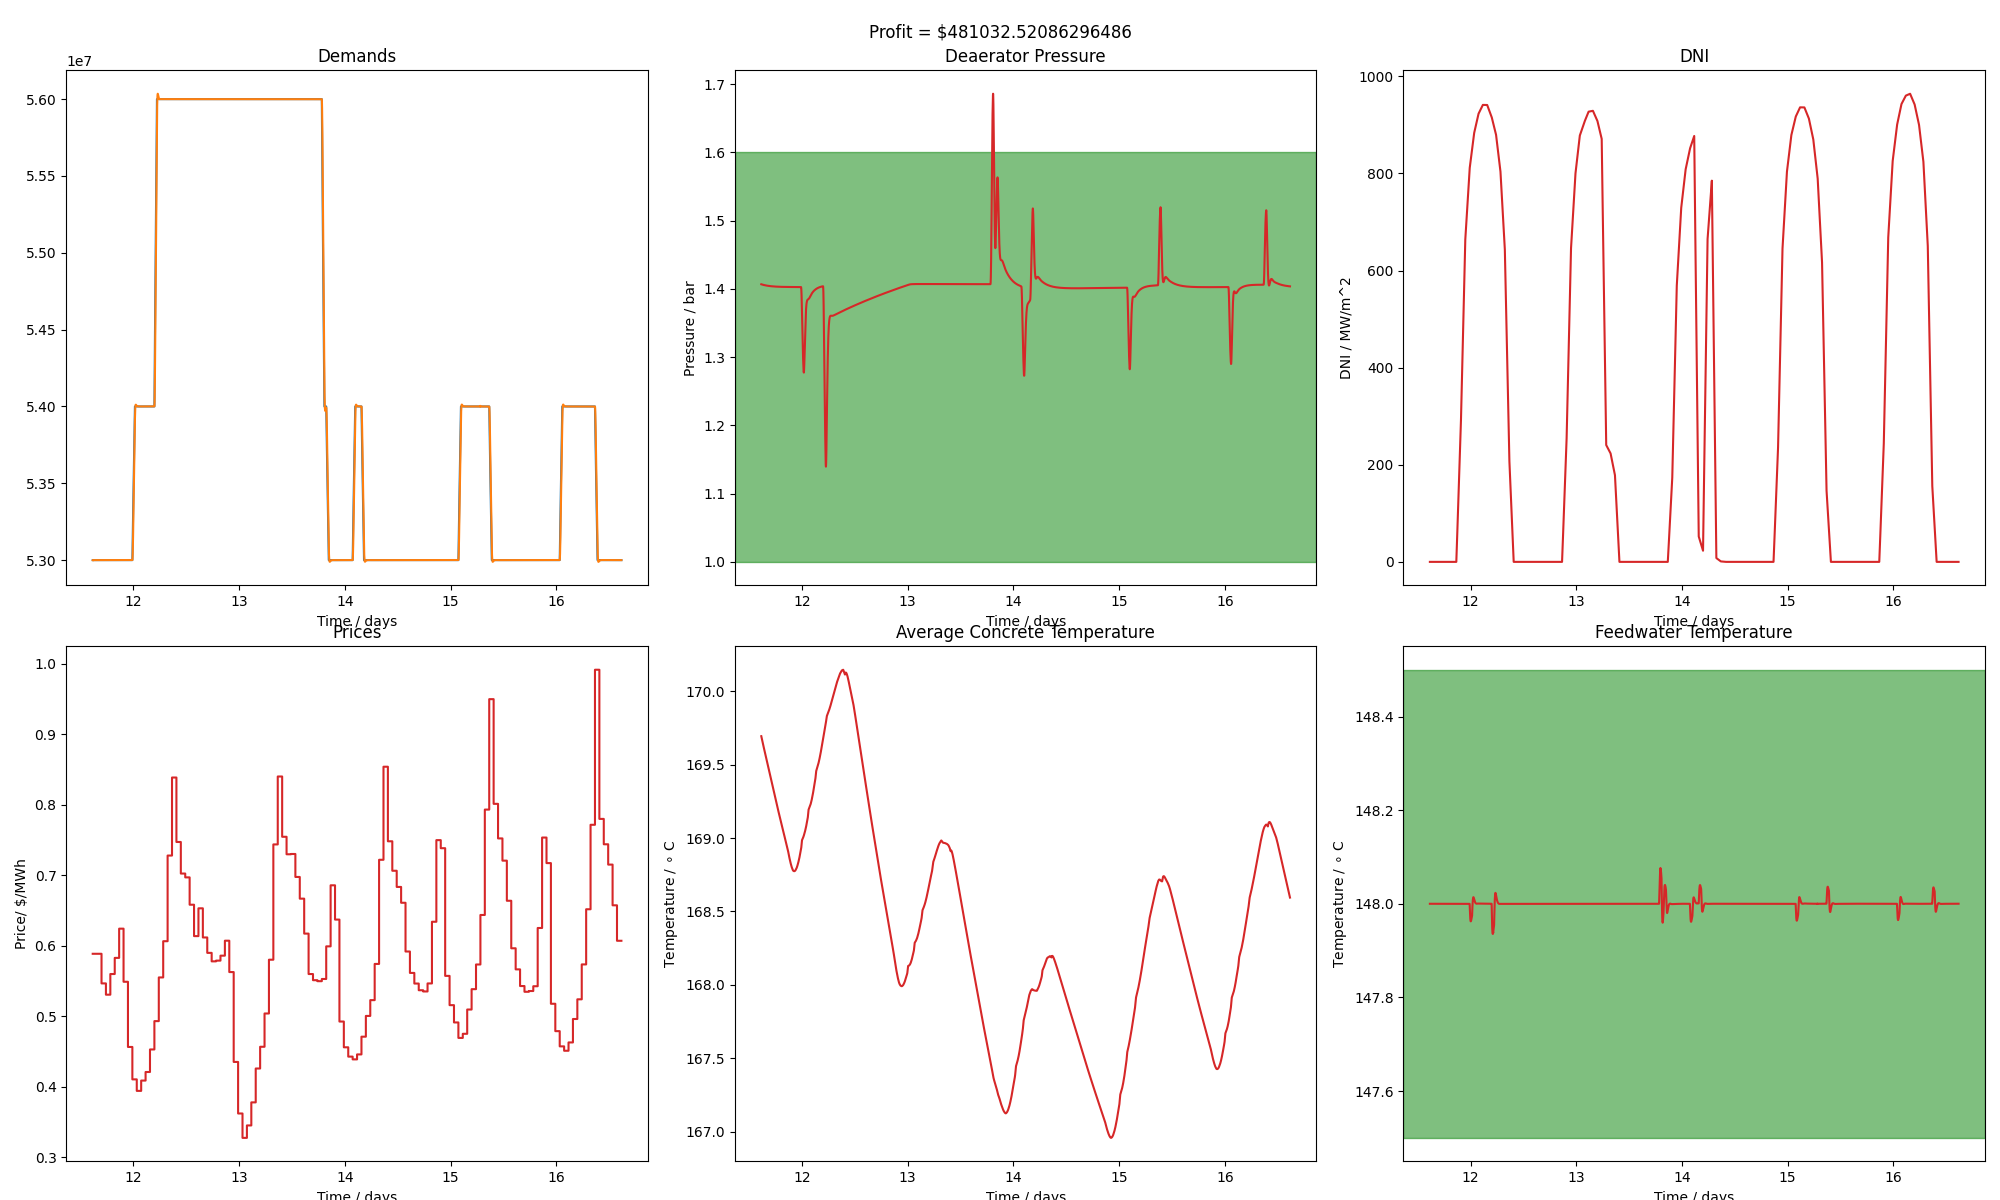 Profit = $481032.52086296486
Demands
1e7
5.60
5.55
5.50
5.45
5.40
5.35
5.30
12 13 14 15 16
Time / days
Deaerator Pressure
Pressure / bar
1.7
1.6
1.5
1.4
1.3
1.2
1.1
1.0
12 13 14 15 16
Time / days
DNI
DNI / MW/m^2
1000
800
600
400
200
0
12 13 14 15 16
Time / days
Prices
Price/ $/MWh
1.0
0.9
0.8
0.7
0.6
0.5
0.4
0.3
12 13 14 15 16
Time / days
Average Concrete Temperature
Temperature / ∘ C
170.0
169.5
169.0
168.5
168.0
167.5
167.0
12 13 14 15 16
Time / days
Feedwater Temperature
Temperature / ∘ C
148.4
148.2
148.0
147.8
147.6
12 13 14 15 16
Time / days